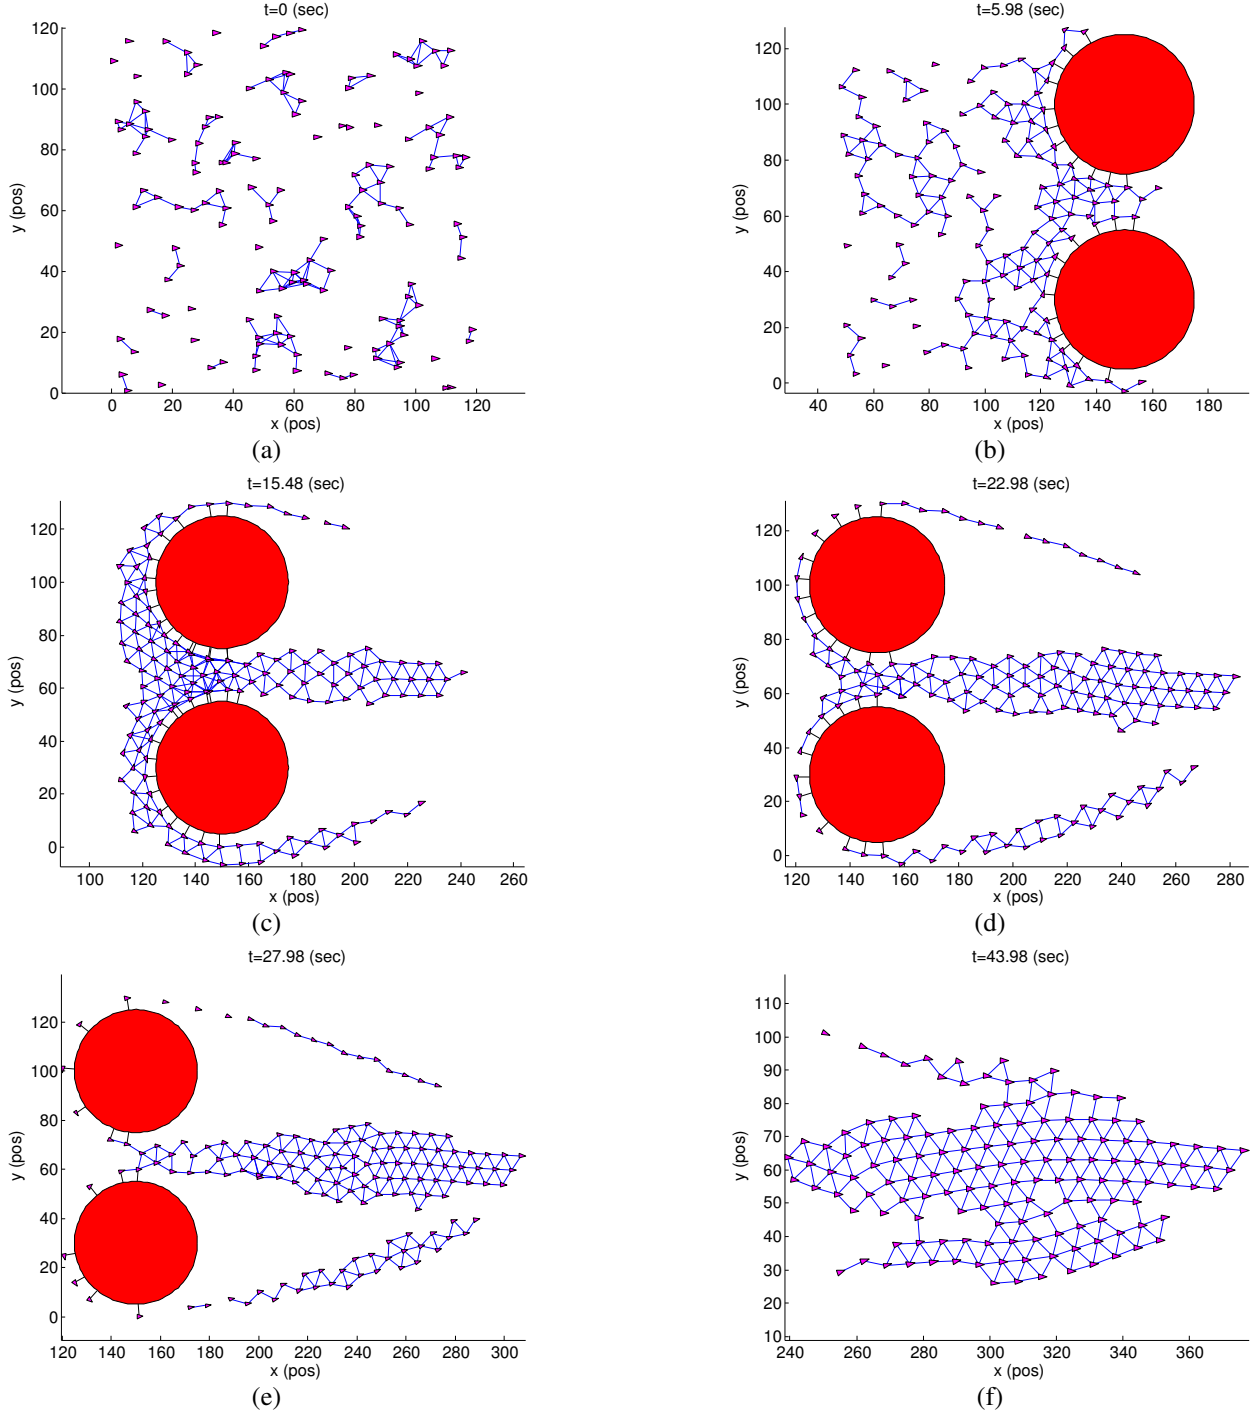 t=0 (sec)
120
100
80
60
40
20
0
y (pos)
0 20 40 60 80 100 120
x (pos)
(a)
t=5.98 (sec)
120
100
80
60
40
20
0
y (pos)
40 60 80 100 120 140 160 180
x (pos)
(b)
t=15.48 (sec)
120
100
80
60
40
20
0
y (pos)
100 120 140 160 180 200 220 240 260
x (pos)
(c)
t=22.98 (sec)
120
100
80
60
40
20
0
y (pos)
120 140 160 180 200 220 240 260 280
x (pos)
(d)
t=27.98 (sec)
120
100
80
60
40
20
0
y (pos)
120 140 160 180 200 220 240 260 280 300
x (pos)
(e)
t=43.98 (sec)
110
100
90
80
70
60
50
40
30
20
10
y (pos)
240 260 280 300 320 340 360
x (pos)
(f)